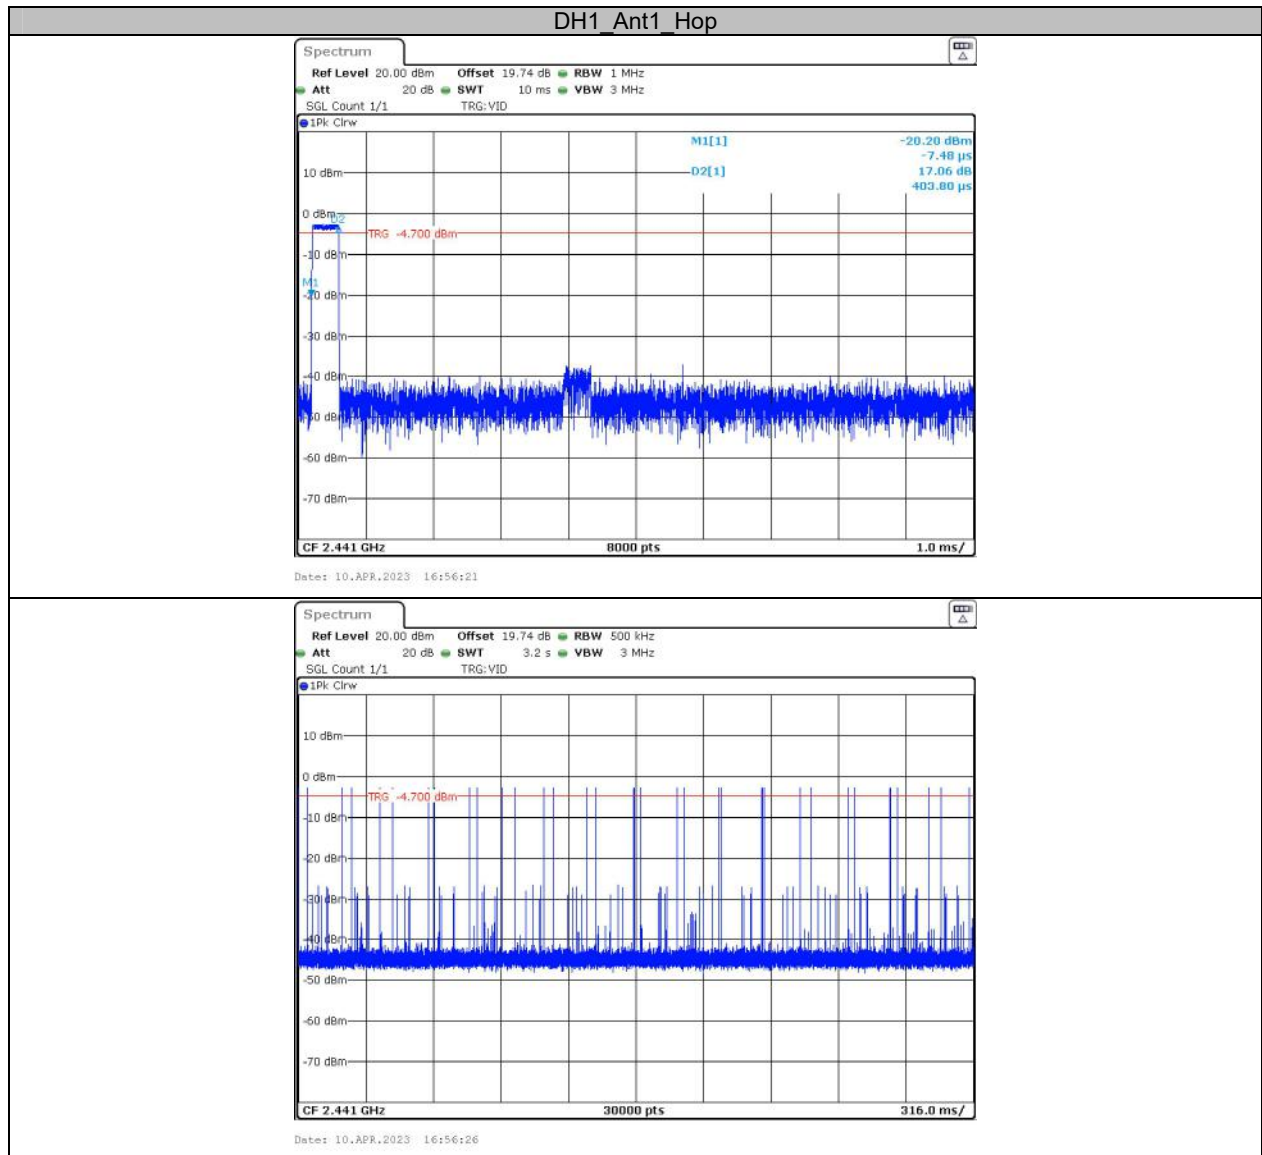 DH1_Ant1_Hop
Spectrum
Ref Level 20.00 dBm Offset 19.74 dB RBW 1 MHz
Att 20 dB SWT 10 ms VBW 3 MHz
SGL Count 1/1 TRG:VID
1Pk Clrw
M1[1] -20.20 dBm
-7.48 µs
10 dBm D2[1] 17.06 dB
403.80 µs
0 dBm
D2
TRG -4.700 dBm
-10 dBm
M1
-20 dBm
-30 dBm
-40 dBm
-50 dBm
-60 dBm
-70 dBm
CF 2.441 GHz 8000 pts 1.0 ms/
Date: 10.APR.2023 16:56:21
Spectrum
Ref Level 20.00 dBm Offset 19.74 dB RBW 500 kHz
Att 20 dB SWT 3.2 s VBW 3 MHz
SGL Count 1/1 TRG:VID
1Pk Clrw
10 dBm
0 dBm
TRG -4.700 dBm
-10 dBm
-20 dBm
-30 dBm
-40 dBm
-50 dBm
-60 dBm
-70 dBm
CF 2.441 GHz 30000 pts 316.0 ms/
Date: 10.APR.2023 16:56:26